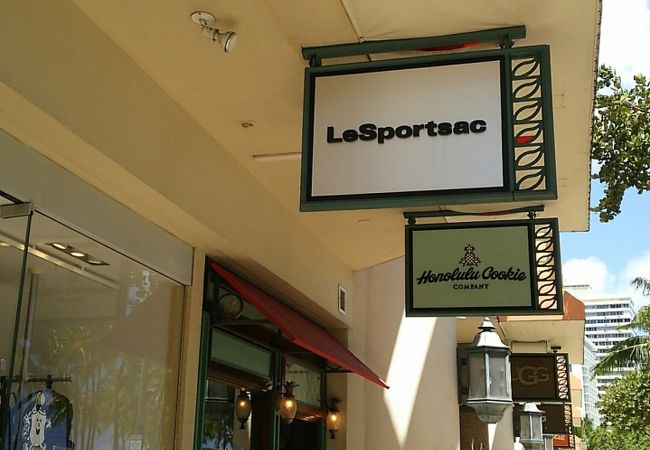 LeSportsac
Honolulu Cookie
COMPANY
UGG